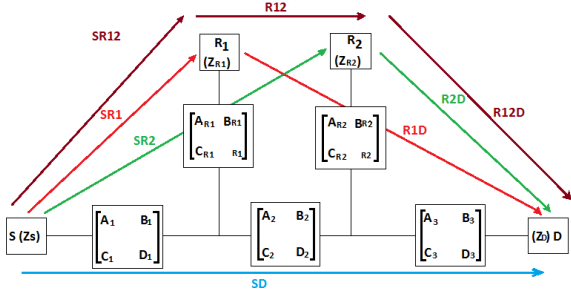 R12
SR12
R1
(ZR1)
R2
(ZR2)
R2D
R12D
SR1
SR2
AR1 BR1
CR1 R1
AR2 BR2
CR2 R2
R1D
S (Zs)
A1 B1
C1 D1
A2 B2
C2 D2
A3 B3
C3 D3
(ZD) D
SD